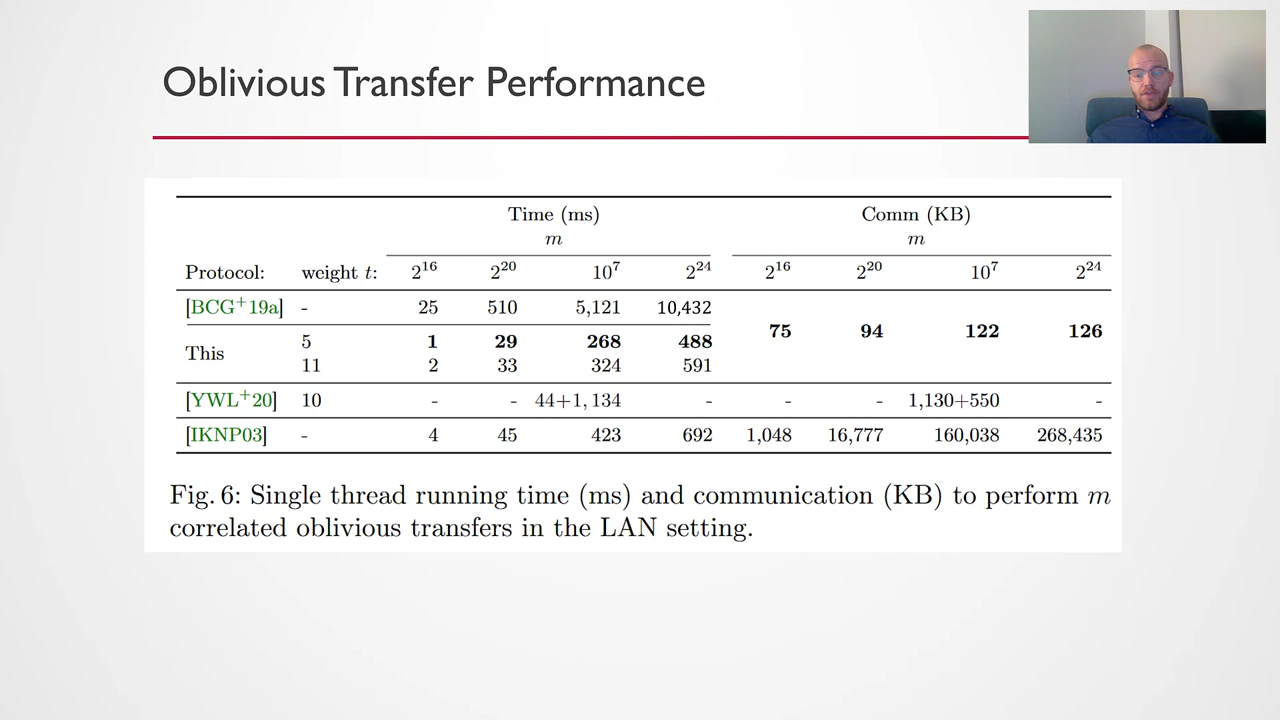 Oblivious Transfer Performance
Time (ms) Comm (KB)
m m
Protocol: weight t: 2^16 2^20 10^7 2^24 2^16 2^20 10^7 2^24
[BCG+19a] - 25 510 5,121 10,432
75 94 122 126
This 5 1 29 268 488
11 2 33 324 591
[YWL+20] 10 - - 44+1,134 - - - 1,130+550 -
[IKNP03] - 4 45 423 692 1,048 16,777 160,038 268,435
Fig. 6: Single thread running time (ms) and communication (KB) to perform m
correlated oblivious transfers in the LAN setting.